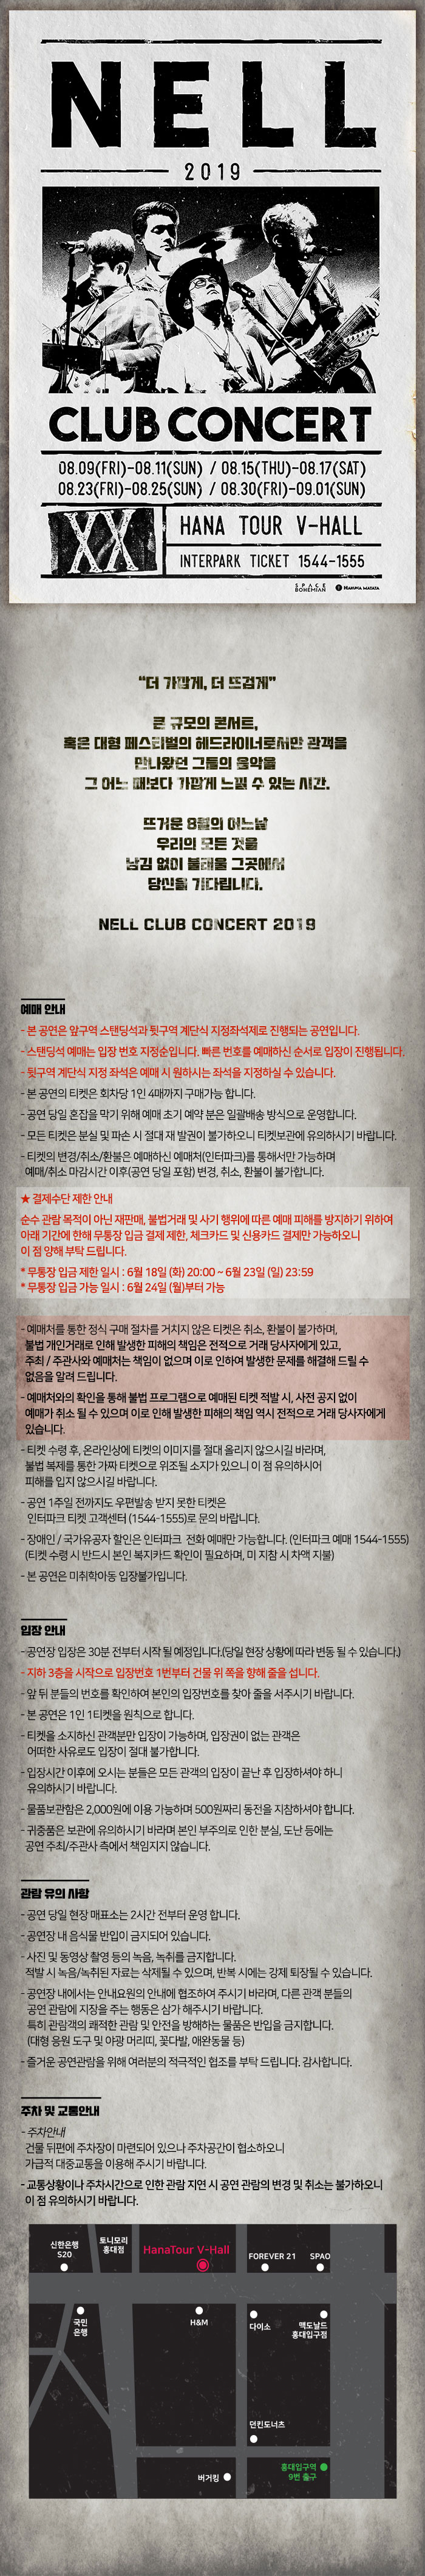 NELL
2019
CLUB CONCERT
08.09(FRI)-08.11(SUN) / 08.15(THU)-08.17(SAT)
08.23(FRI)-08.25(SUN) / 08.30(FRI)-09.01(SUN)
XX
HANA TOUR V-HALL
INTERPARK TICKET 1544-1555
SPACE BOHEMIAN
HAKUNA MATATA
“더 가깝게, 더 뜨겁게”
큰 규모의 콘서트,
혹은 대형 페스티벌의 헤드라이너로서만 관객을
만나왔던 그들의 음악을
그 어느 때보다 가깝게 느낄 수 있는 시간.
뜨거운 8월의 어느날
우리의 모든 것을
남김 없이 불태울 그곳에서
당신을 기다립니다.
NELL CLUB CONCERT 2019
예매 안내
- 본 공연은 앞구역 스탠딩석과 뒷구역 계단식 지정좌석제로 진행되는 공연입니다.
- 스탠딩석 예매는 입장 번호 지정순입니다. 빠른 번호를 예매하신 순서로 입장이 진행됩니다.
- 뒷구역 계단식 지정 좌석은 예매 시 원하시는 좌석을 지정하실 수 있습니다.
- 본 공연의 티켓은 회차당 1인 4매까지 구매가능 합니다.
- 공연 당일 혼잡을 막기 위해 예매 초기 예약 분은 일괄배송 방식으로 운영합니다.
- 모든 티켓은 분실 및 파손 시 절대 재 발권이 불가하오니 티켓보관에 유의하시기 바랍니다.
- 티켓의 변경/취소/환불은 예매하신 예매처(인터파크)를 통해서만 가능하며
예매/취소 마감시간 이후(공연 당일 포함) 변경, 취소, 환불이 불가합니다.
★ 결제수단 제한 안내
순수 관람 목적이 아닌 재판매, 불법거래 및 사기 행위에 따른 예매 피해를 방지하기 위하여
아래 기간에 한해 무통장 입금 결제 제한, 체크카드 및 신용카드 결제만 가능하오니
이 점 양해 부탁 드립니다.
* 무통장 입금 제한 일시 : 6월 18일 (화) 20:00 ~ 6월 23일 (일) 23:59
* 무통장 입금 가능 일시 : 6월 24일 (월)부터 가능
- 예매처를 통한 정식 구매 절차를 거치지 않은 티켓은 취소, 환불이 불가하며,
불법 개인거래로 인해 발생한 피해의 책임은 전적으로 거래 당사자에게 있고,
주최 / 주관사와 예매처는 책임이 없으며 이로 인하여 발생한 문제를 해결해 드릴 수
없음을 알려 드립니다.
- 예매처와의 확인을 통해 불법 프로그램으로 예매된 티켓 적발 시, 사전 공지 없이
예매가 취소 될 수 있으며 이로 인해 발생한 피해의 책임 역시 전적으로 거래 당사자에게
있습니다.
- 티켓 수령 후, 온라인상에 티켓의 이미지를 절대 올리지 않으시길 바라며,
불법 복제를 통한 가짜 티켓으로 위조될 소지가 있으니 이 점 유의하시어
피해를 입지 않으시길 바랍니다.
- 공연 1주일 전까지도 우편발송 받지 못한 티켓은
인터파크 티켓 고객센터 (1544-1555)로 문의 바랍니다.
- 장애인 / 국가유공자 할인은 인터파크 전화 예매만 가능합니다. (인터파크 예매 1544-1555)
(티켓 수령 시 반드시 본인 복지카드 확인이 필요하며, 미 지참 시 차액 지불)
- 본 공연은 미취학아동 입장불가입니다.
입장 안내
- 공연장 입장은 30분 전부터 시작 될 예정입니다.(당일 현장 상황에 따라 변동 될 수 있습니다.)
- 지하 3층을 시작으로 입장번호 1번부터 건물 위 쪽을 향해 줄을 섭니다.
- 앞 뒤 분들의 번호를 확인하여 본인의 입장번호를 찾아 줄을 서주시기 바랍니다.
- 본 공연은 1인 1티켓을 원칙으로 합니다.
- 티켓을 소지하신 관객분만 입장이 가능하며, 입장권이 없는 관객은
어떠한 사유로도 입장이 절대 불가합니다.
- 입장시간 이후에 오시는 분들은 모든 관객의 입장이 끝난 후 입장하셔야 하니
유의하시기 바랍니다.
- 물품보관함은 2,000원에 이용 가능하며 500원짜리 동전을 지참하셔야 합니다.
- 귀중품은 보관에 유의하시기 바라며 본인 부주의로 인한 분실, 도난 등에는
공연 주최/주관사 측에서 책임지지 않습니다.
관람 유의 사항
- 공연 당일 현장 매표소는 2시간 전부터 운영 합니다.
- 공연장 내 음식물 반입이 금지되어 있습니다.
- 사진 및 동영상 촬영 등의 녹음, 녹취를 금지합니다.
적발 시 녹음/녹취된 자료는 삭제될 수 있으며, 반복 시에는 강제 퇴장될 수 있습니다.
- 공연장 내에서는 안내요원의 안내에 협조하여 주시기 바라며, 다른 관객 분들의
공연 관람에 지장을 주는 행동은 삼가 해주시기 바랍니다.
특히 관람객의 쾌적한 관람 및 안전을 방해하는 물품은 반입을 금지합니다.
(대형 응원 도구 및 야광 머리띠, 꽃다발, 애완동물 등)
- 즐거운 공연관람을 위해 여러분의 적극적인 협조를 부탁 드립니다. 감사합니다.
주차 및 교통안내
- 주차안내
건물 뒤편에 주차장이 마련되어 있으나 주차공간이 협소하오니
가급적 대중교통을 이용해 주시기 바랍니다.
- 교통상황이나 주차시간으로 인한 관람 지연 시 공연 관람의 변경 및 취소는 불가하오니
이 점 유의하시기 바랍니다.
신한은행
S20
토니모리
홍대점
HanaTour V-Hall
FOREVER 21
SPAO
국민
은행
H&M
다이소
맥도날드
홍대입구점
던킨도너츠
버거킹
홍대입구역
9번 출구